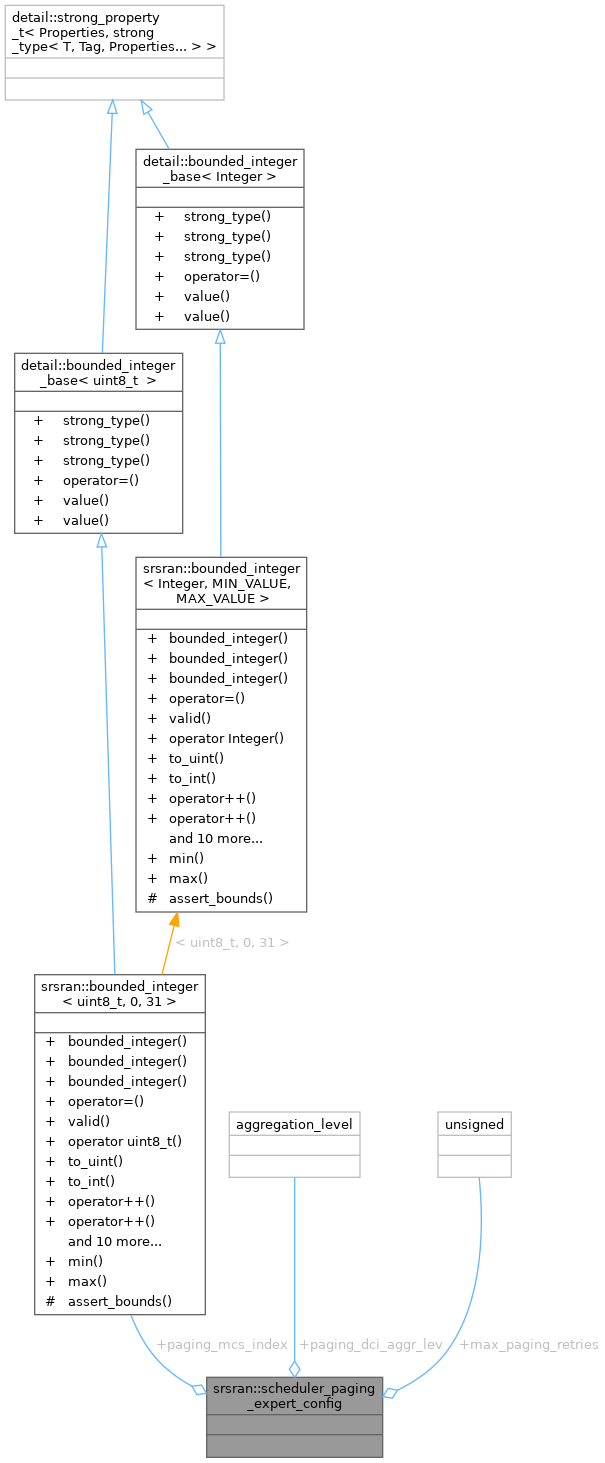 detail::strong_property
_t< Properties, strong
_type< T, Tag, Properties... > >
detail::bounded_integer
_base< Integer >
+ strong_type()
+ strong_type()
+ strong_type()
+ operator=()
+ value()
+ value()
detail::bounded_integer
_base< uint8_t >
+ strong_type()
+ strong_type()
+ strong_type()
+ operator=()
+ value()
+ value()
srsran::bounded_integer
< Integer, MIN_VALUE,
MAX_VALUE >
+ bounded_integer()
+ bounded_integer()
+ bounded_integer()
+ operator=()
+ valid()
+ operator Integer()
+ to_uint()
+ to_int()
+ operator++()
+ operator++()
and 10 more...
+ min()
+ max()
# assert_bounds()
< uint8_t, 0, 31 >
srsran::bounded_integer
< uint8_t, 0, 31 >
+ bounded_integer()
+ bounded_integer()
+ bounded_integer()
+ operator=()
+ valid()
+ operator uint8_t()
+ to_uint()
+ to_int()
+ operator++()
+ operator++()
and 10 more...
+ min()
+ max()
# assert_bounds()
aggregation_level
unsigned
+paging_mcs_index
+paging_dci_aggr_lev
+max_paging_retries
srsran::scheduler_paging
_expert_config